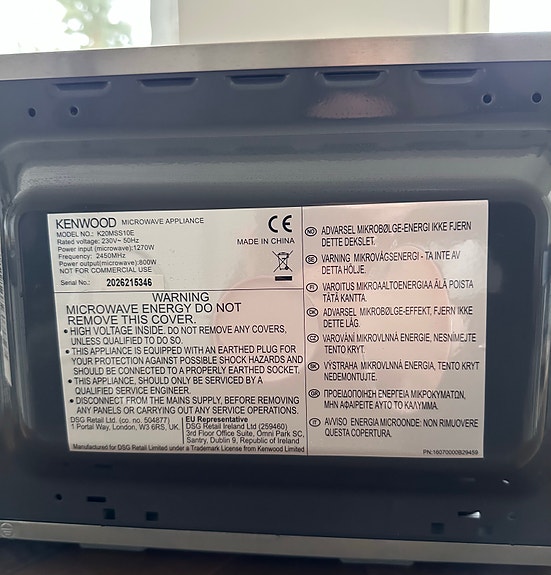 KENWOOD MICROWAVE APPLIANCE
MODEL NO.: K20MSS10E
Rated voltage: 230V~ 50Hz
Power input (microwave):1270W
Frequency: 2450MHz
Power output(microwave):800W
NOT FOR COMMERCIAL USE
Serial No.: 2026215346
CE
MADE IN CHINA
WARNING
MICROWAVE ENERGY DO NOT
REMOVE THIS COVER.
• HIGH VOLTAGE INSIDE. DO NOT REMOVE ANY COVERS,
UNLESS QUALIFIED TO DO SO.
• THIS APPLIANCE IS EQUIPPED WITH AN EARTHED PLUG FOR
YOUR PROTECTION AGAINST POSSIBLE SHOCK HAZARDS AND
SHOULD BE CONNECTED TO A PROPERLY EARTHED SOCKET.
• THIS APPLIANCE, SHOULD ONLY BE SERVICED BY A
QUALIFIED SERVICE ENGINEER.
• DISCONNECT FROM THE MAINS SUPPLY, BEFORE REMOVING
ANY PANELS OR CARRYING OUT ANY SERVICE OPERATIONS.
DSG Retail Ltd. (co. no. 504877)
1 Portal Way, London, W3 6RS, UK.
EU Representative
DSG Retail Ireland Ltd (259460)
3rd Floor Office Suite, Omni Park SC,
Santry, Dublin 9, Republic of Ireland
Manufactured for DSG Retail Limited under a Trademark License from Kenwood Limited
NO ADVARSEL MIKROBØLGE-ENERGI IKKE FJERN
DETTE DEKSLET.
SE VARNING MIKROVÅGSENERGI - TA INTE AV
DETTA HÖLJE.
FI VAROITUS MIKROAALTOENERGIAA ÄLÄ POISTA
TÄTÄ KANTTA.
DK ADVARSEL MIKROBØLGE-EFFEKT, FJERN IKKE
DETTE LÅG.
CZ VAROVÁNÍ MIKROVLNNÁ ENERGIE, NESNÍMEJTE
TENTO KRYT.
SK VÝSTRAHA MIKROVLNNÁ ENERGIA, TENTO KRYT
NEDEMONTUJTE.
GR ΠΡΟΕΙΔΟΠΟΙΗΣΗ ΕΝΕΡΓΕΙΑ ΜΙΚΡΟΚΥΜΑΤΩΝ,
ΜΗΝ ΑΦΑΙΡΕΙΤΕ ΑΥΤΟ ΤΟ ΚΑΛΥΜΜΑ.
IT AVVISO ENERGIA MICROONDE: NON RIMUOVERE
QUESTA COPERTURA.
PN:16070000B29459